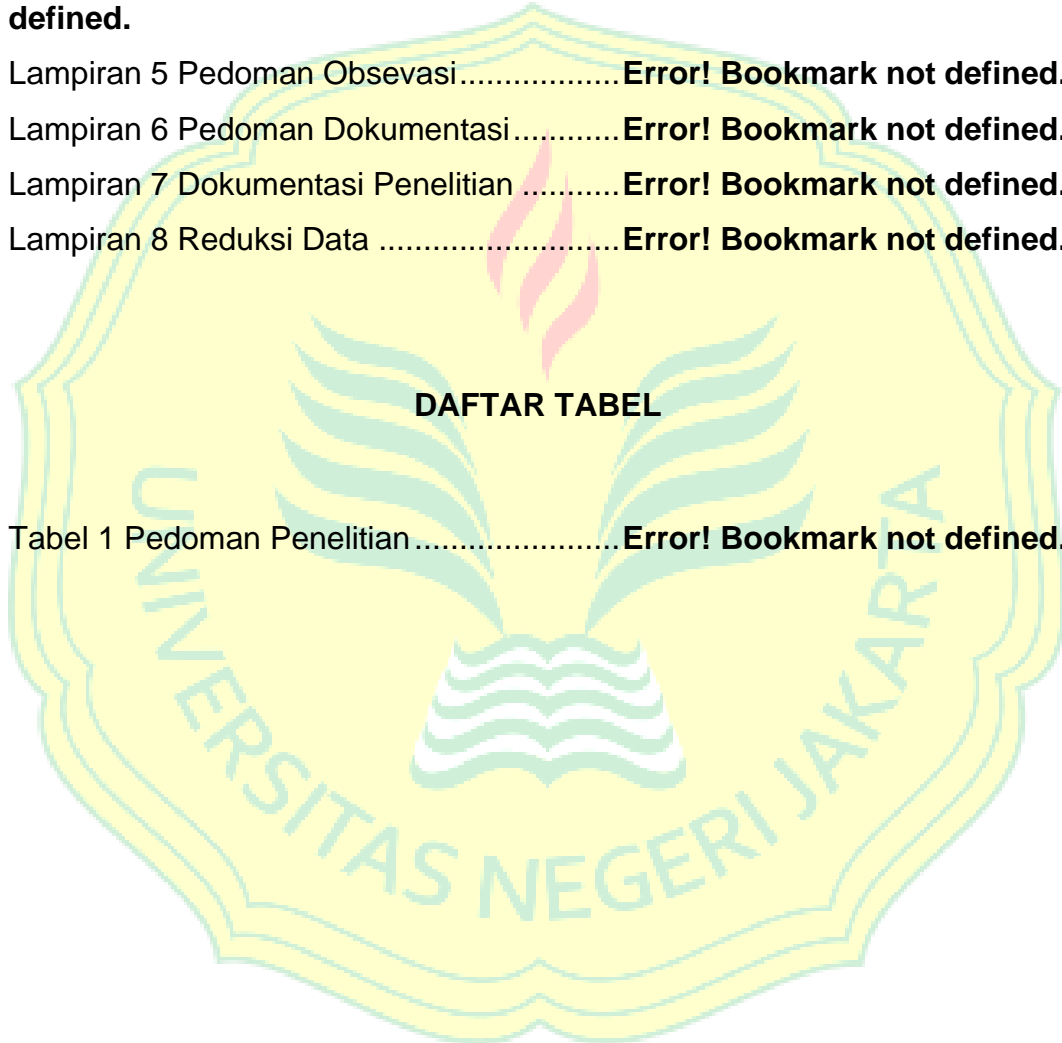 defined.
Lampiran 5 Pedoman Obsevasi..................Error! Bookmark not defined.
Lampiran 6 Pedoman Dokumentasi............Error! Bookmark not defined.
Lampiran 7 Dokumentasi Penelitian ...........Error! Bookmark not defined.
Lampiran 8 Reduksi Data ...........................Error! Bookmark not defined.
DAFTAR TABEL
Tabel 1 Pedoman Penelitian.......................Error! Bookmark not defined.
UNIVERSITAS NEGERI JAKARTA